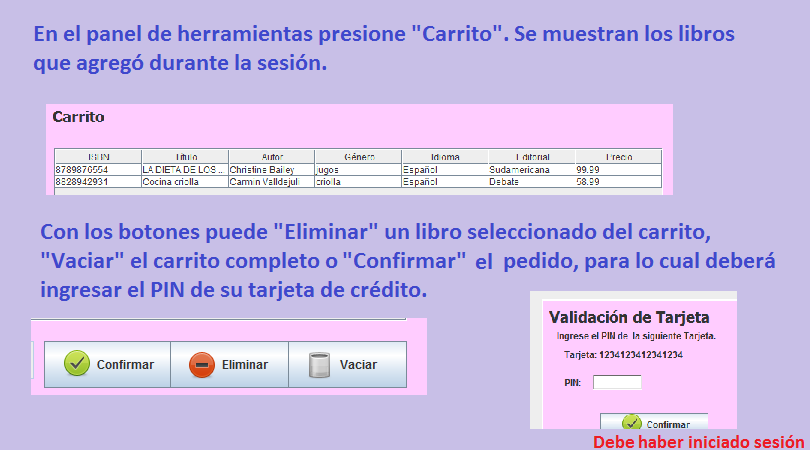 En el panel de herramientas presione "Carrito". Se muestran los libros
que agregó durante la sesión.
Carrito
ISBN Título Autor Género Idioma Editorial Precio
8789876554 LA DIETA DE LOS ... Christine Bailey jugos Español Sudamericana 99.99
8828942931 Cocina criolla Carmin Valldejuli criolla Español Debate 58.99
Con los botones puede "Eliminar" un libro seleccionado del carrito,
"Vaciar" el carrito completo o "Confirmar" el pedido, para lo cual deberá
ingresar el PIN de su tarjeta de crédito.
Confirmar Eliminar Vaciar
Validación de Tarjeta
Ingrese el PIN de la siguiente Tarjeta.
Tarjeta: 1234123412341234
PIN:
Confirmar
Debe haber iniciado sesión